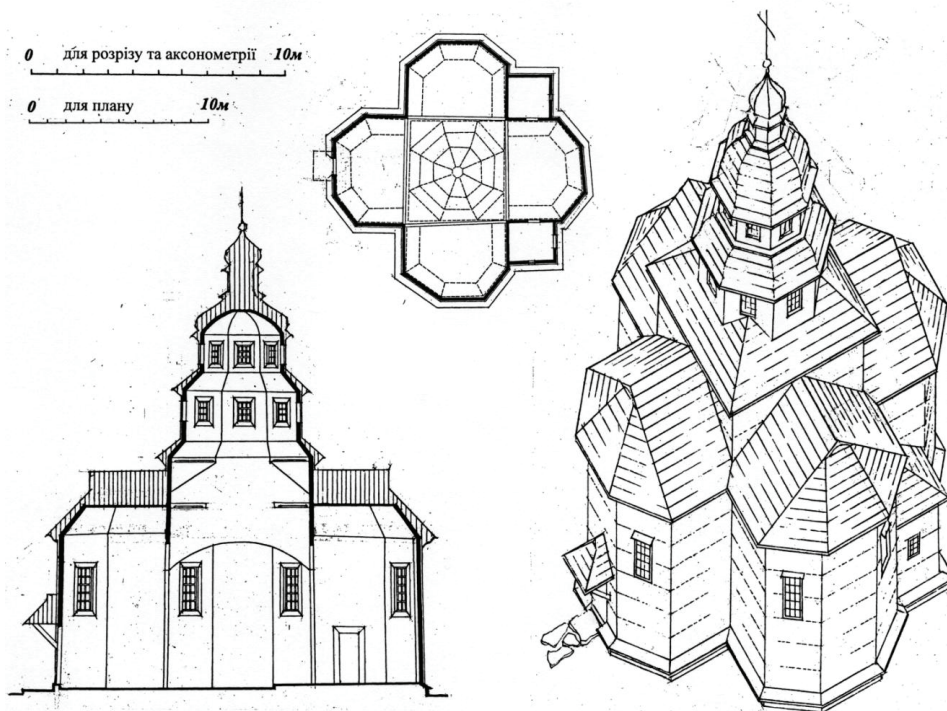 0 для розрізу та аксонометрії 10м
0 для плану 10м